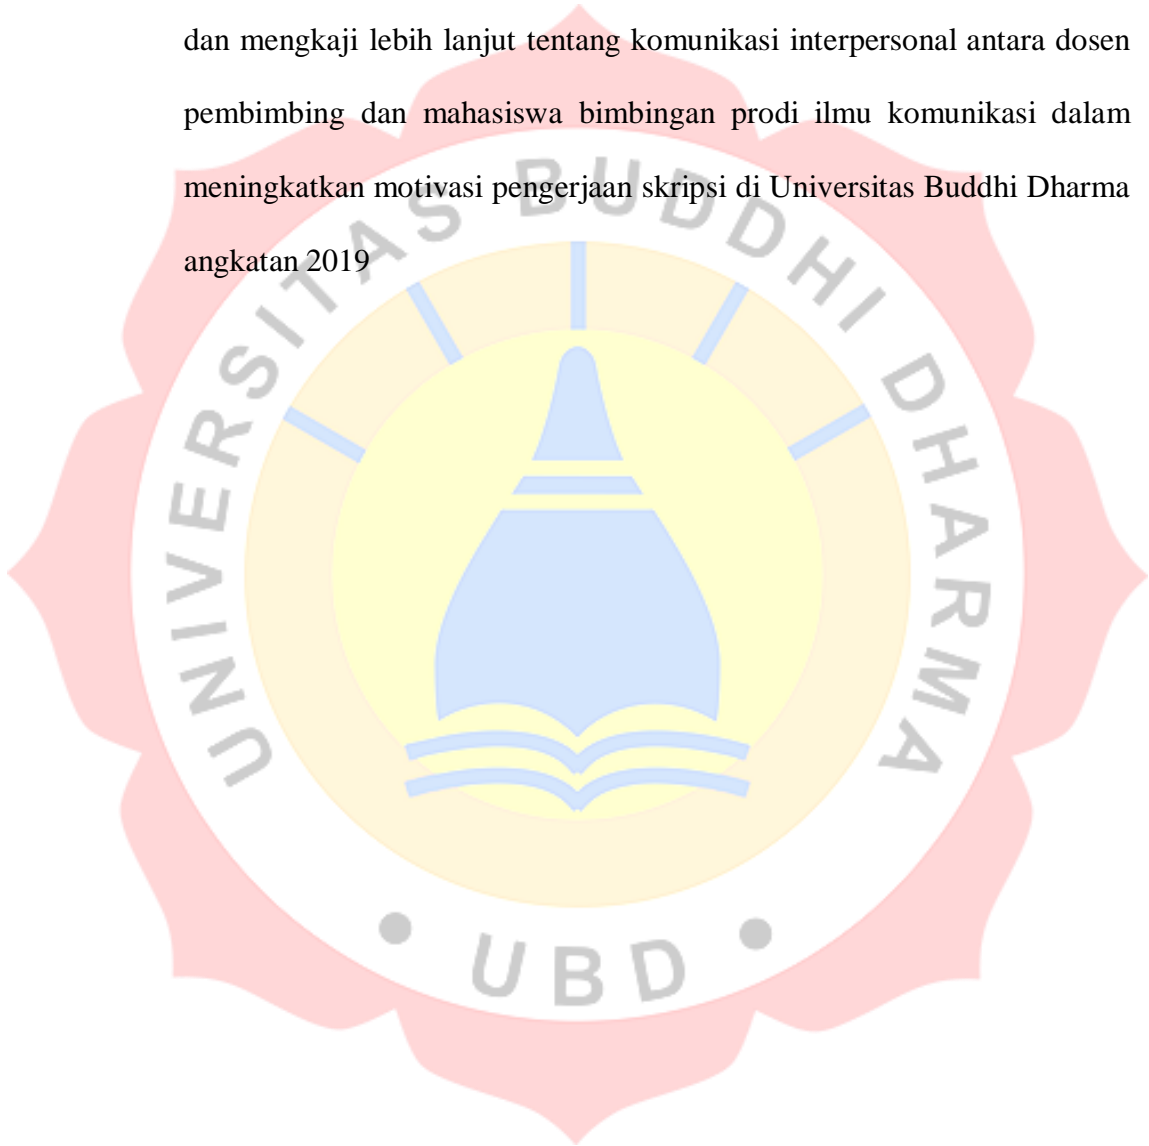 dan mengkaji lebih lanjut tentang komunikasi interpersonal antara dosen
pembimbing dan mahasiswa bimbingan prodi ilmu komunikasi dalam
meningkatkan motivasi pengerjaan skripsi di Universitas Buddhi Dharma
angkatan 2019
UNIVERSITAS BUDDHI DHARMA
• UBD •